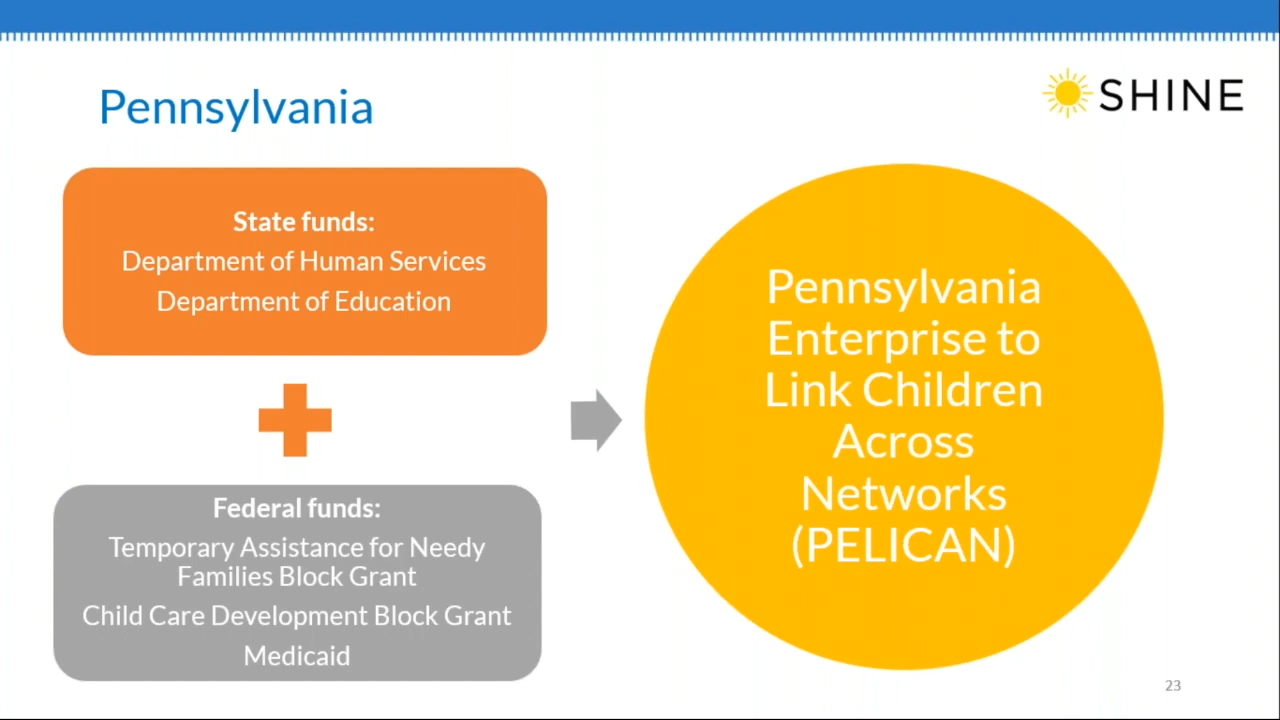 Pennsylvania
SHINE
State funds:
Department of Human Services
Department of Education
Federal funds:
Temporary Assistance for Needy
Families Block Grant
Child Care Development Block Grant
Medicaid
Pennsylvania
Enterprise to
Link Children
Across
Networks
(PELICAN)
23